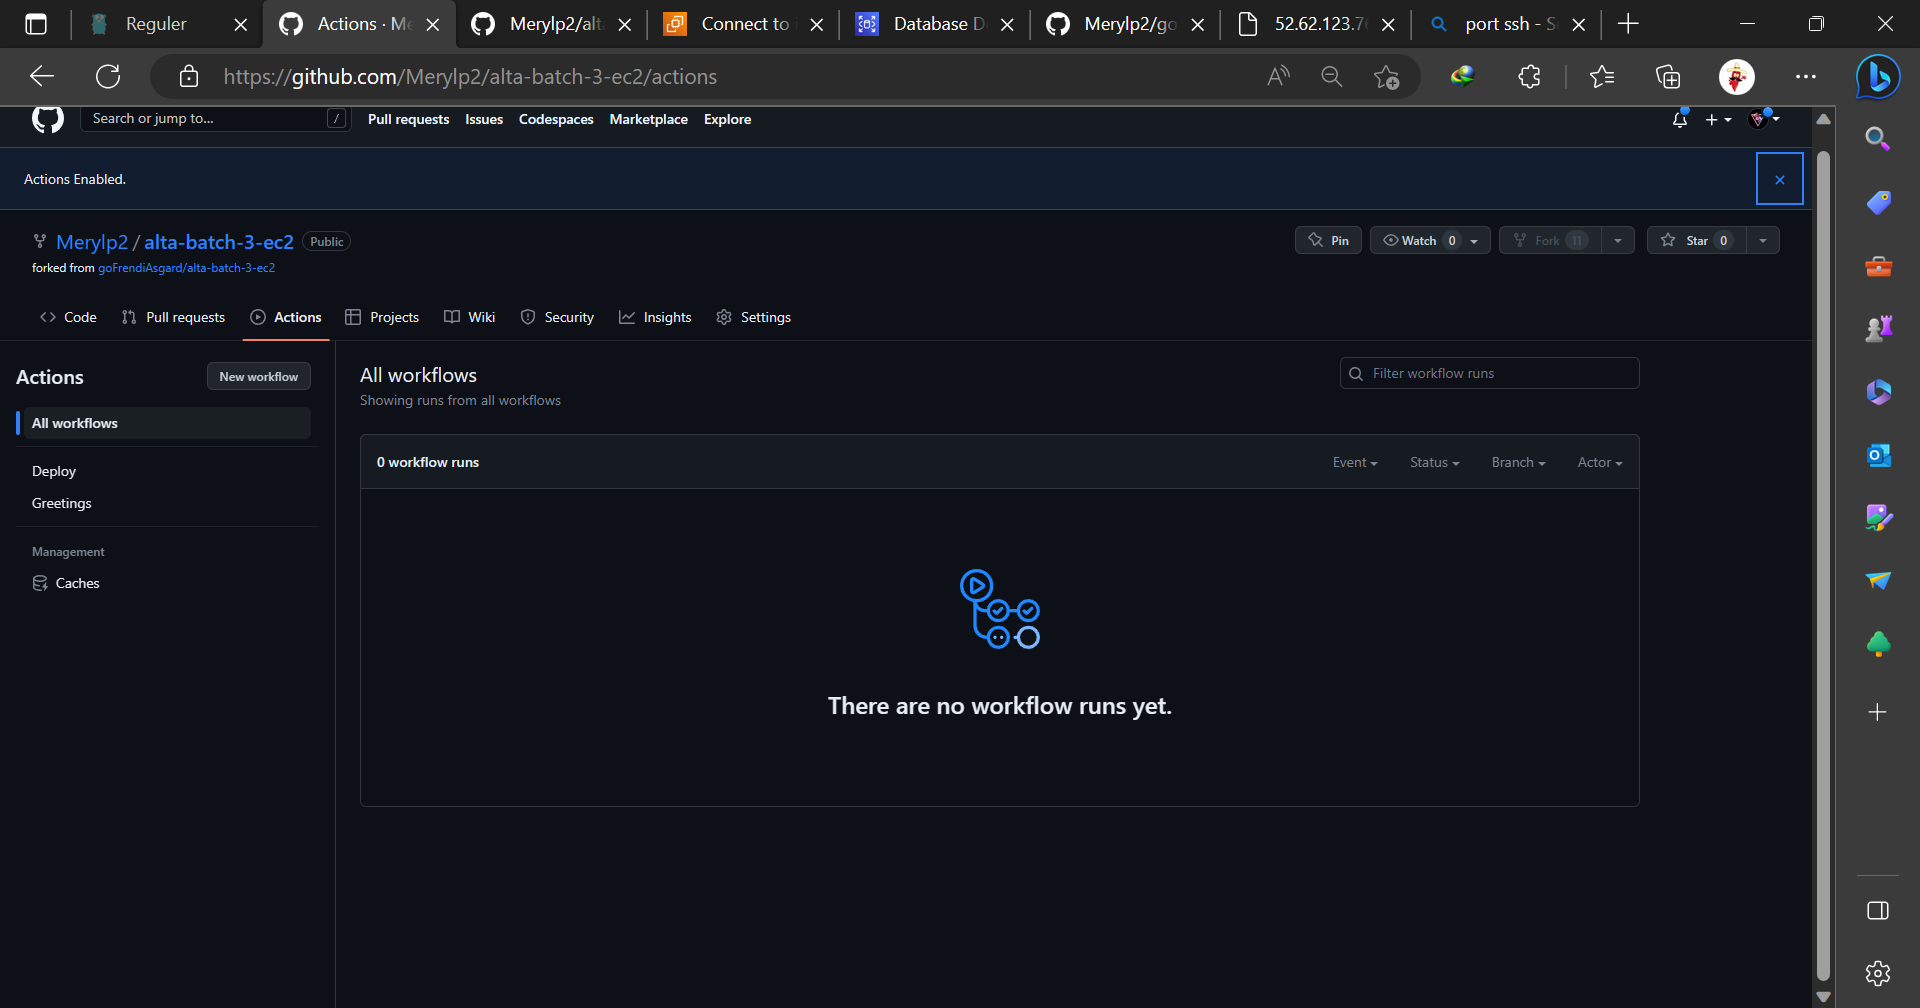 Reguler
Actions · Me
Merylp2/alt
Connect to
Database D
Merylp2/go
52.62.123.7
port ssh - S
https://github.com/Merylp2/alt-batch-3-ec2/actions
Search or jump to... /
Pull requests Issues Codespaces Marketplace Explore
Actions Enabled.
Merylp2 / alta-batch-3-ec2 Public
Pin Watch 0 Fork 11 Star 0
forked from goFrendiAsgard/alta-batch-3-ec2
Code Pull requests Actions Projects Wiki Security Insights Settings
Actions New workflow
All workflows
Deploy
Greetings
Management
Caches
All workflows
Showing runs from all workflows
Filter workflow runs
0 workflow runs Event Status Branch Actor
There are no workflow runs yet.